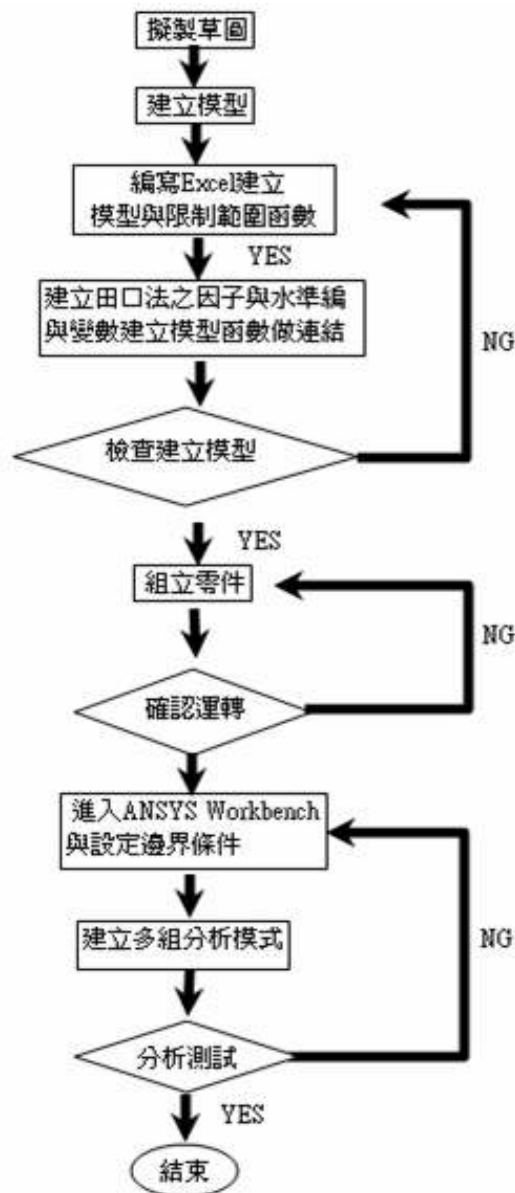 擬製草圖
建立模型
編寫Excel建立
模型與限制範圍函數
YES
建立田口法之因子與水準編
與變數建立模型函數做連結
NG
檢查建立模型
YES
組立零件
NG
確認運轉
進入ANSYS Workbench
與設定邊界條件
建立多組分析模式
NG
分析測試
YES
結束